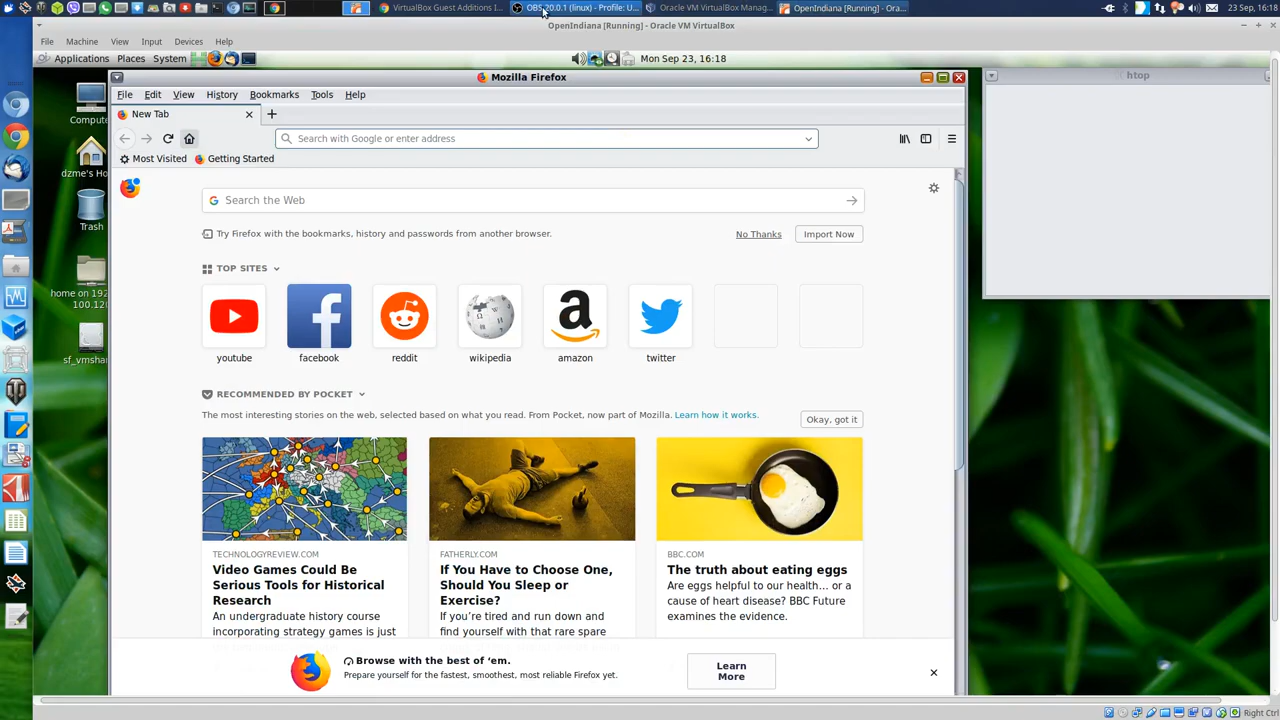 VirtualBox Guest Additions I...
OBS 20.0.1 (linux) - Profile: U...
Oracle VM VirtualBox Manag...
OpenIndiana [Running] - Ora...
23 Sep, 16:18
OpenIndiana [Running] - Oracle VM VirtualBox
File Machine View Input Devices Help
Applications Places System
Mon Sep 23, 16:18
Mozilla Firefox
htop
File Edit View History Bookmarks Tools Help
New Tab
Search with Google or enter address
Most Visited Getting Started
Compute
dzme's Ho
Trash
home on 192
100.120
sf_vmshar
Search the Web
Try Firefox with the bookmarks, history and passwords from another browser.
No Thanks
Import Now
TOP SITES
youtube
facebook
reddit
wikipedia
amazon
twitter
RECOMMENDED BY POCKET
The most interesting stories on the web, selected based on what you read. From Pocket, now part of Mozilla. Learn how it works.
Okay, got it
TECHNOLOGYREVIEW.COM
Video Games Could Be
Serious Tools for Historical
Research
An undergraduate history course
incorporating strategy games is just
FATHERLY.COM
If You Have to Choose One,
Should You Sleep or
Exercise?
If you're tired and run down and
find yourself with that rare spare
BBC.COM
The truth about eating eggs
Are eggs helpful to our health... or a
cause of heart disease? BBC Future
examines the evidence.
Browse with the best of 'em.
Prepare yourself for the fastest, smoothest, most reliable Firefox yet.
Learn
More
Right Ctrl